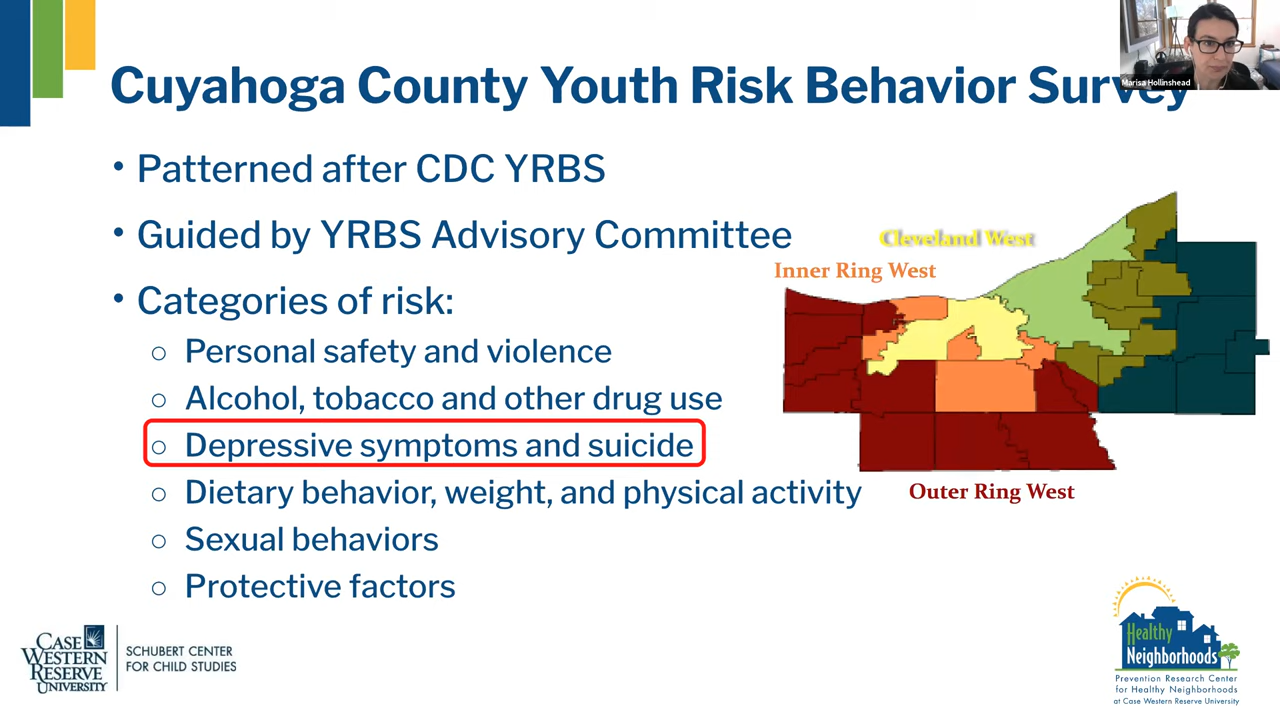 Cuyahoga County Youth Risk Behavior Survey
Marisa Hollinshead
• Patterned after CDC YRBS
• Guided by YRBS Advisory Committee
• Categories of risk:
○ Personal safety and violence
○ Alcohol, tobacco and other drug use
○ Depressive symptoms and suicide
○ Dietary behavior, weight, and physical activity
○ Sexual behaviors
○ Protective factors
Cleveland West
Inner Ring West
Outer Ring West
CASE
WESTERN
RESERVE
UNIVERSITY
SCHUBERT CENTER
FOR CHILD STUDIES
Healthy
Neighborhoods
Prevention Research Center
for Healthy Neighborhoods
at Case Western Reserve University